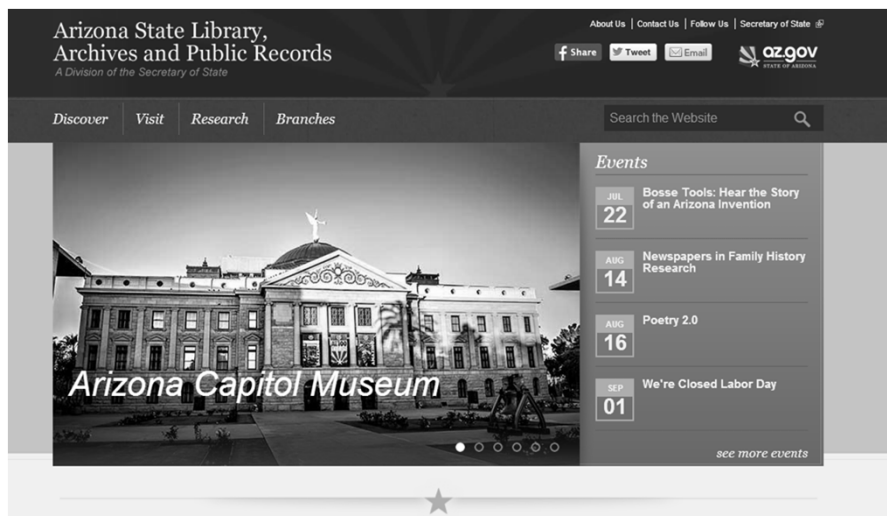 Arizona State Library,
Archives and Public Records
A Division of the Secretary of State
About Us | Contact Us | Follow Us | Secretary of State
Share Tweet Email
az.gov
STATE OF ARIZONA
Discover Visit Research Branches
Search the Website
Arizona Capitol Museum
Events
JUL
22
Bosse Tools: Hear the Story
of an Arizona Invention
AUG
14
Newspapers in Family History
Research
AUG
16
Poetry 2.0
SEP
01
We're Closed Labor Day
see more events